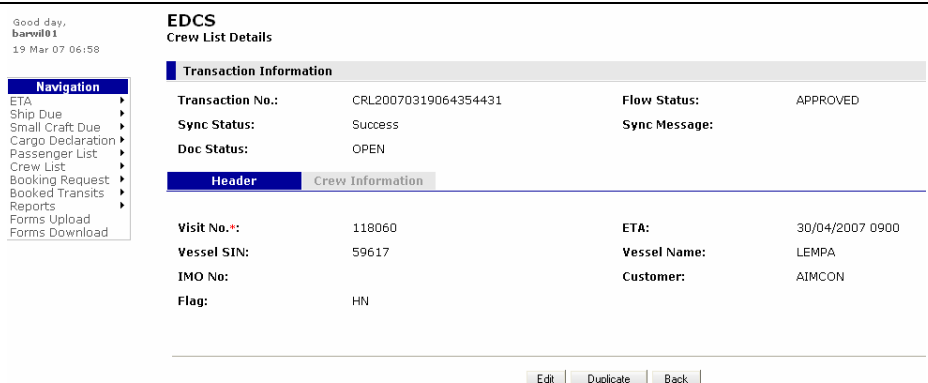 Good day,
barwil01
19 Mar 07 06:58
EDCS
Crew List Details
Navigation
ETA
Ship Due
Small Craft Due
Cargo Declaration
Passenger List
Crew List
Booking Request
Booked Transits
Reports
Forms Upload
Forms Download
Transaction Information
Transaction No.: CRL20070319064354431 Flow Status: APPROVED
Sync Status: Success Sync Message:
Doc Status: OPEN
Header Crew Information
Visit No.*: 118060 ETA: 30/04/2007 0900
Vessel SIN: 59617 Vessel Name: LEMPA
IMO No: Customer: AIMCON
Flag: HN
Edit Duplicate Back